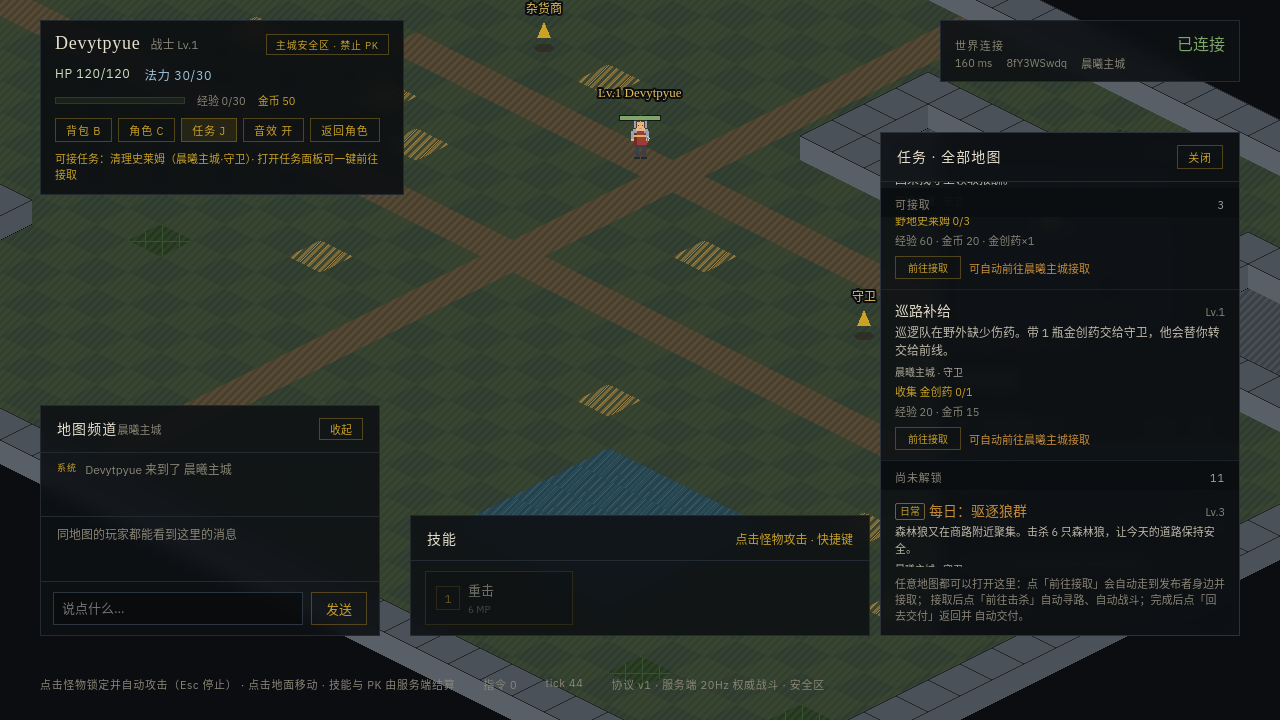 杂货商
Devytpyue 战士 Lv.1 主城安全区 · 禁止 PK
HP 120/120 法力 30/30
经验 0/30 金币 50
背包 B 角色 C 任务 J 音效 开 返回角色
可接任务：清理史莱姆（晨曦主城·守卫）· 打开任务面板可一键前往
接取
Lv.1 Devytpyue
世界连接 已连接
160 ms 8fY3WSwdq 晨曦主城
任务 · 全部地图 关闭
可接取 3
野地史莱姆 0/3
经验 60 · 金币 20 · 金创药×1
前往接取 可自动前往晨曦主城接取
巡路补给 Lv.1
巡逻队在野外缺少伤药。带 1 瓶金创药交给守卫，他会替你转
交给前线。
晨曦主城 · 守卫
收集 金创药 0/1
经验 20 · 金币 15
前往接取 可自动前往晨曦主城接取
尚未解锁 11
日常 每日：驱逐狼群 Lv.3
森林狼又在商路附近聚集。击杀 6 只森林狼，让今天的道路保持安
全。
任意地图都可以打开这里：点「前往接取」会自动走到发布者身边并
接取； 接取后点「前往击杀」自动寻路、自动战斗；完成后点「回
去交付」返回并 自动交付。
守卫
地图频道 晨曦主城 收起
系统 Devytpyue 来到了 晨曦主城
同地图的玩家都能看到这里的消息
说点什么… 发送
技能 点击怪物攻击 · 快捷键
1 重击
6 MP
点击怪物锁定并自动攻击（Esc 停止） · 点击地面移动 · 技能与 PK 由服务端结算 指令 0 tick 44 协议 v1 · 服务端 20Hz 权威战斗 · 安全区